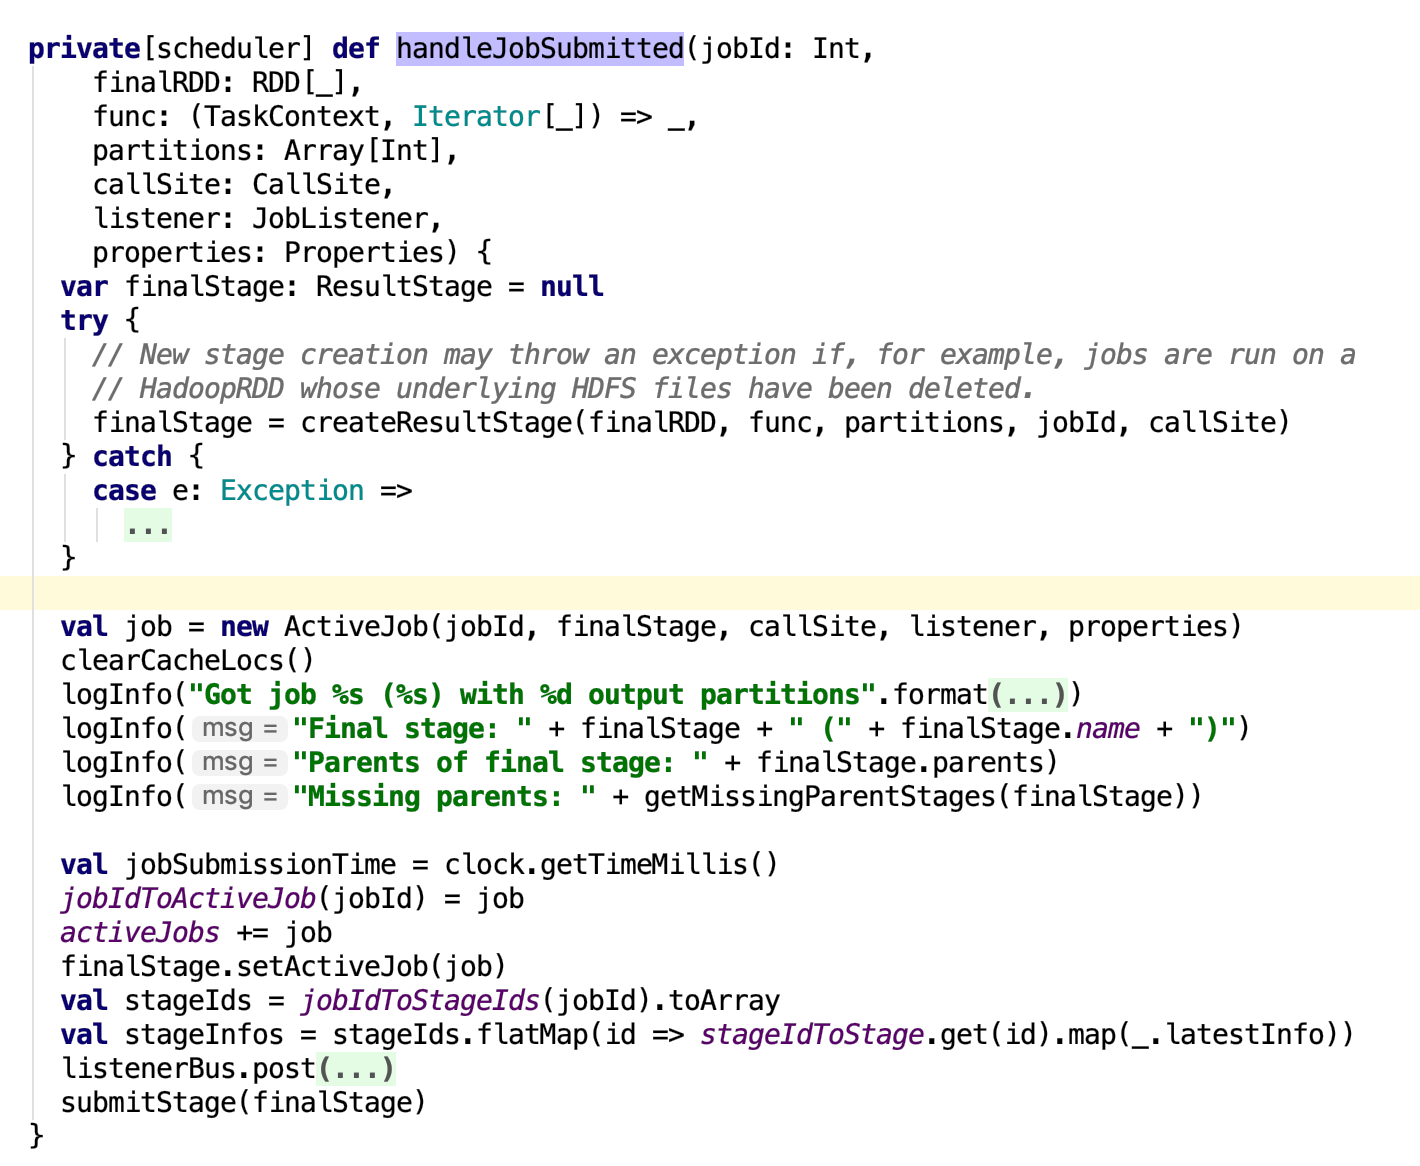 private[scheduler] def handleJobSubmitted(jobId: Int,
    finalRDD: RDD[_],
    func: (TaskContext, Iterator[_]) => _,
    partitions: Array[Int],
    callSite: CallSite,
    listener: JobListener,
    properties: Properties) {
  var finalStage: ResultStage = null
  try {
    // New stage creation may throw an exception if, for example, jobs are run on a
    // HadoopRDD whose underlying HDFS files have been deleted.
    finalStage = createResultStage(finalRDD, func, partitions, jobId, callSite)
  } catch {
    case e: Exception =>
      ...
  }

  val job = new ActiveJob(jobId, finalStage, callSite, listener, properties)
  clearCacheLocs()
  logInfo("Got job %s (%s) with %d output partitions".format(...))
  logInfo( msg = "Final stage: " + finalStage + " (" + finalStage.name + ")")
  logInfo( msg = "Parents of final stage: " + finalStage.parents)
  logInfo( msg = "Missing parents: " + getMissingParentStages(finalStage))

  val jobSubmissionTime = clock.getTimeMillis()
  jobIdToActiveJob(jobId) = job
  activeJobs += job
  finalStage.setActiveJob(job)
  val stageIds = jobIdToStageIds(jobId).toArray
  val stageInfos = stageIds.flatMap(id => stageIdToStage.get(id).map(_.latestInfo))
  listenerBus.post(...)
  submitStage(finalStage)
}